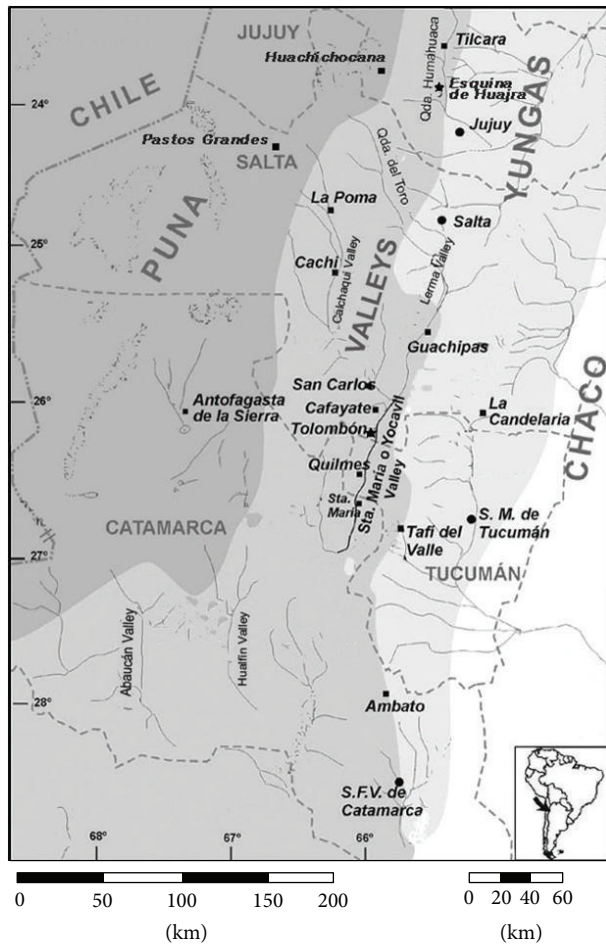 JUJUY
Huachichocana
Tilcara
Qda. Humahuaca
Esquina
de Huajra
YUNGAS
24°
CHILE
Jujuy
Pastos Grandes
SALTA
Qda. del Toro
La Poma
PUNA
Salta
25°
Cachi
Calchaqui Valley
VALLEYS
Lerma Valley
Guachipas
CHACO
San Carlos
26°
Antofagasta
de la Sierra
Cafayate
La
Candelaria
Tolombón
Quilmes
Sta. María o Yocavil
Valley
Sta.
María
CATAMARCA
S. M. de
Tucumán
27°
Tafí del
Valle
TUCUMÁN
Abaucán Valley
Hualfín Valley
28°
Ambato
S.F.V. de
Catamarca
68°
67°
66°
0 50 100 150 200
(km)
0 20 40 60
(km)